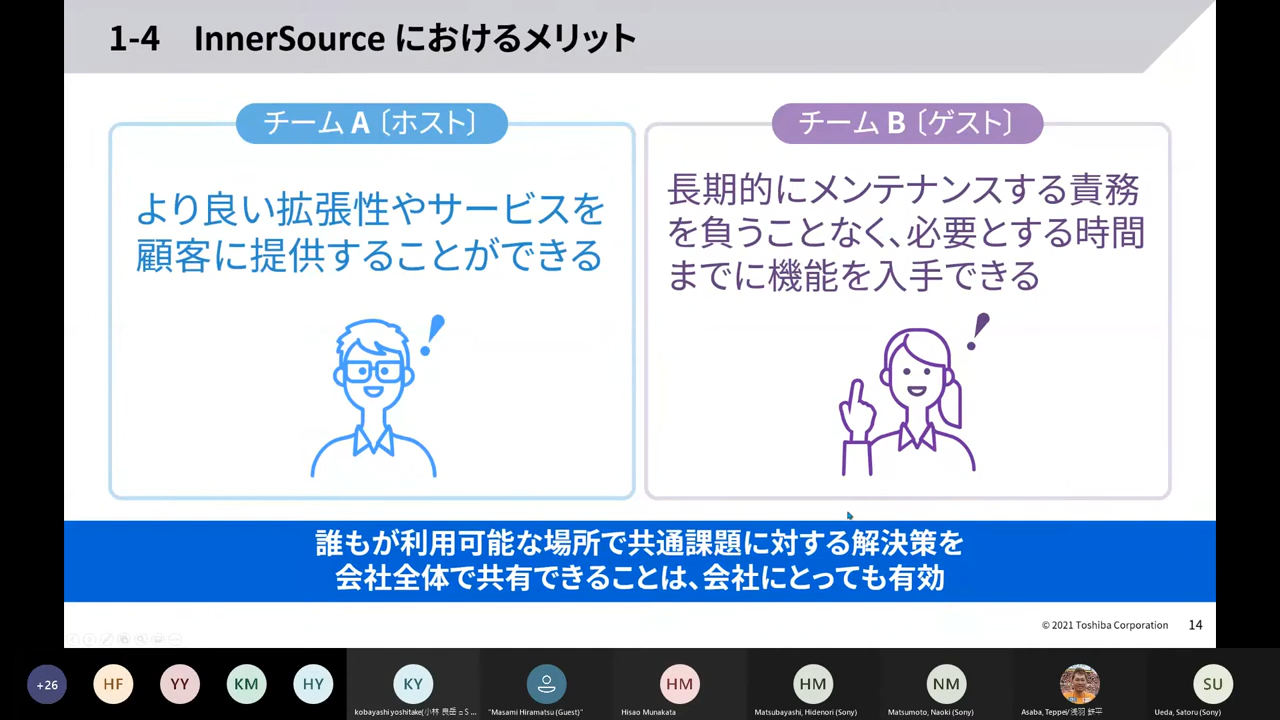 1-4 InnerSource におけるメリット
チーム A〔ホスト〕
より良い拡張性やサービスを
顧客に提供することができる
チーム B〔ゲスト〕
長期的にメンテナンスする責務
を負うことなく、必要とする時間
までに機能を入手できる
誰もが利用可能な場所で共通課題に対する解決策を
会社全体で共有できることは、会社にとっても有効
© 2021 Toshiba Corporation 14
+26
HF
YY
KM
HY
KY
HM
HM
NM
SU
kobayashi yoshitake(小林 良岳
"Masami Hiramatsu (Guest)"
Hisao Munakata
Matsubayashi, Hidenori (Sony)
Matsumoto, Naoki (Sony)
Asaba, Teppei/
Ueda, Satoru (Sony)